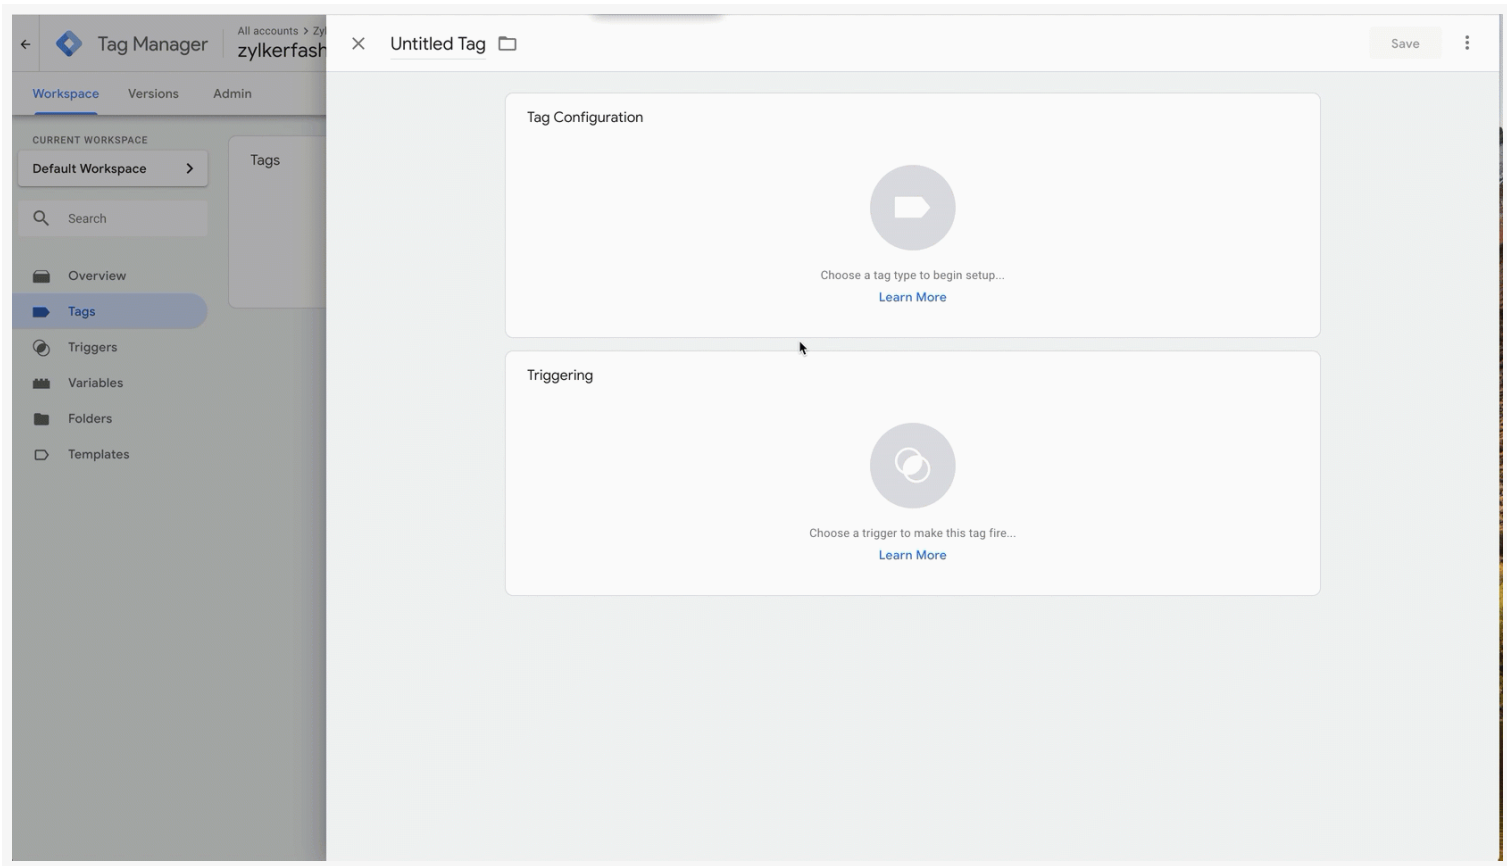 All accounts > Zyl
Tag Manager
zylkerfash
Untitled Tag
Save
Workspace
Versions
Admin
CURRENT WORKSPACE
Default Workspace
Tags
Search
Overview
Tags
Triggers
Variables
Folders
Templates
Tag Configuration
Choose a tag type to begin setup...
Learn More
Triggering
Choose a trigger to make this tag fire...
Learn More